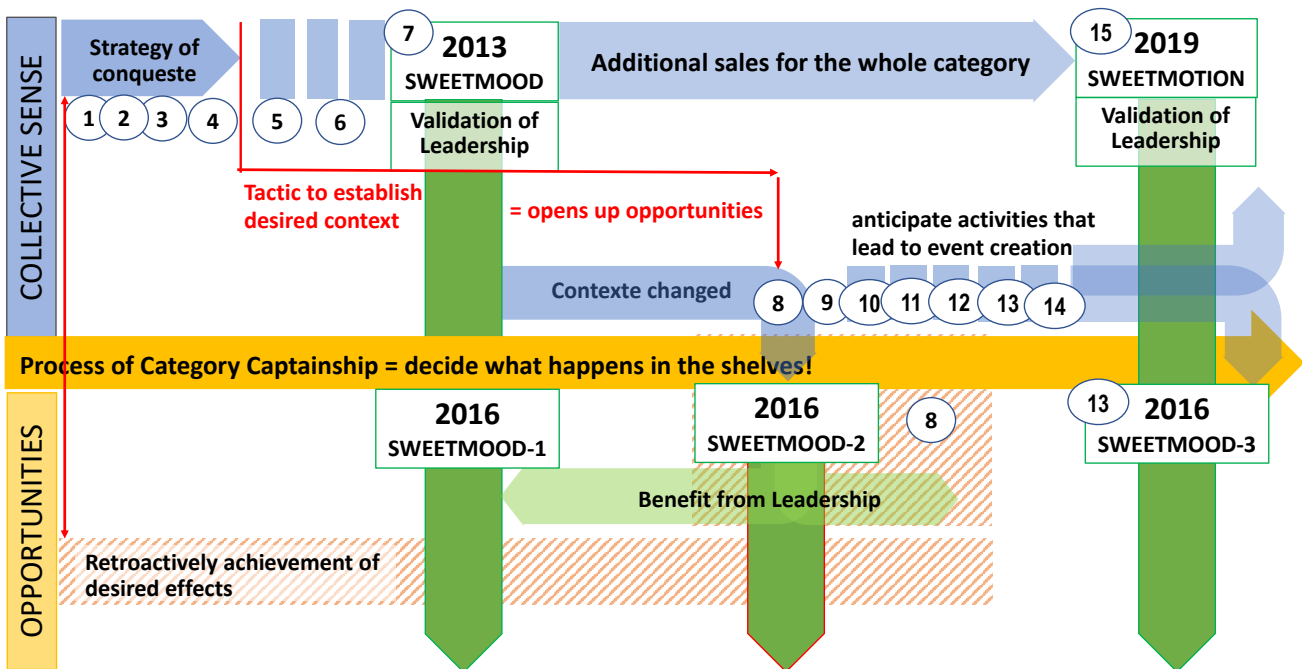 COLLECTIVE SENSE
Strategy of
conqueste
1
2
3
4
5
6
7
2013
SWEETMOOD
Validation of
Leadership
Additional sales for the whole category
15
2019
SWEETMOTION
Validation of
Leadership
Tactic to establish
desired context
= opens up opportunities
anticipate activities that
lead to event creation
Contexte changed
8
9
10
11
12
13
14
Process of Category Captainship = decide what happens in the shelves!
OPPORTUNITIES
2016
SWEETMOOD-1
2016
SWEETMOOD-2
8
13
2016
SWEETMOOD-3
Benefit from Leadership
Retroactively achievement of
desired effects